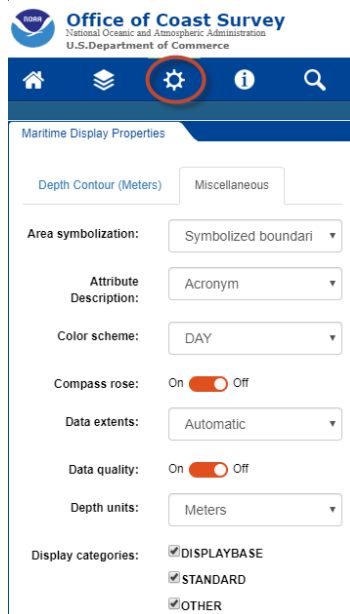 NOAA
Office of Coast Survey
National Oceanic and Atmospheric Administration
U.S.Department of Commerce
Maritime Display Properties
Depth Contour (Meters) Miscellaneous
Area symbolization: Symbolized boundari
Attribute Description: Acronym
Color scheme: DAY
Compass rose: On Off
Data extents: Automatic
Data quality: On Off
Depth units: Meters
Display categories: DISPLAYBASE
STANDARD
OTHER